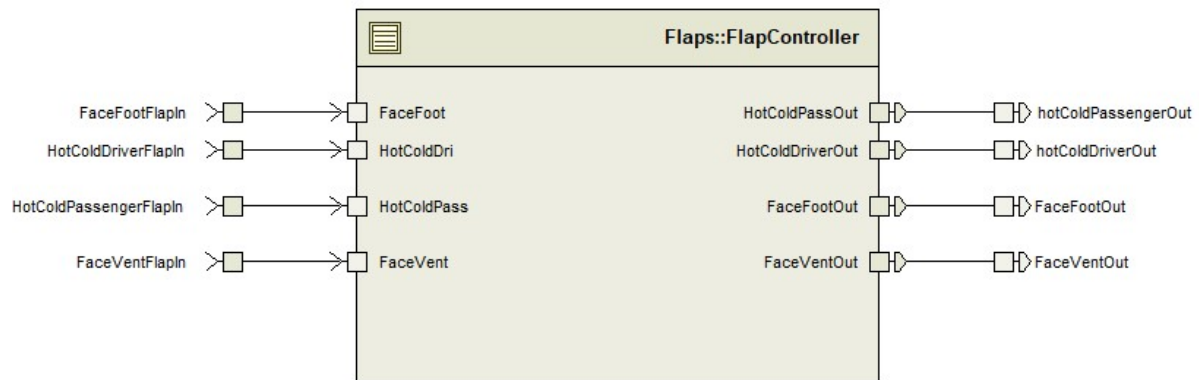 Flaps::FlapController
FaceFootFlapIn FaceFoot HotColdPassOut hotColdPassengerOut
HotColdDriverFlapIn HotColdDri HotColdDriverOut hotColdDriverOut
HotColdPassengerFlapIn HotColdPass FaceFootOut FaceFootOut
FaceVentFlapIn FaceVent FaceVentOut FaceVentOut